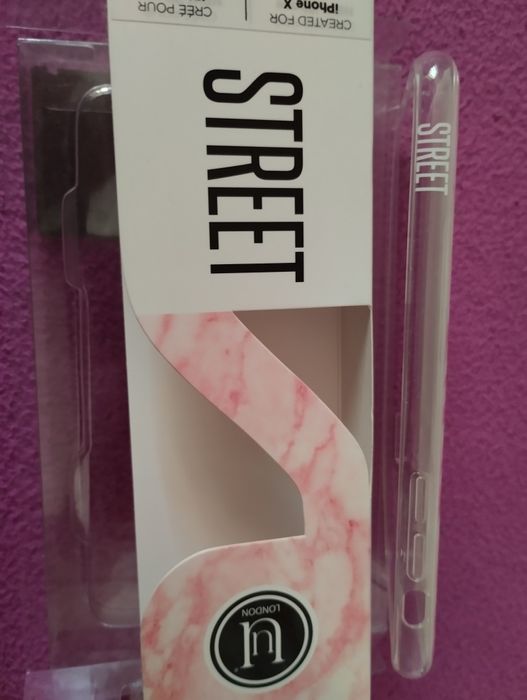 CREATED FOR
iPhone X
CRÉÉ POUR
STREET
STREET
LONDON